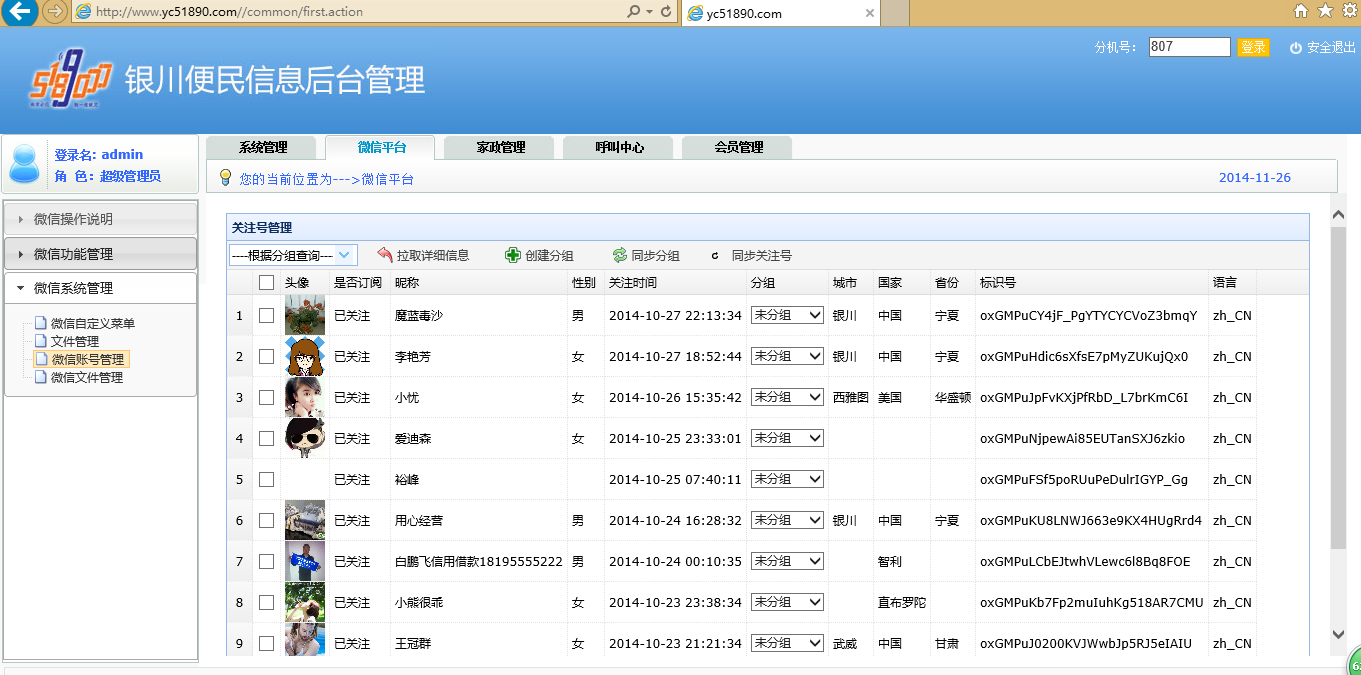 http://www.yc51890.com//common/first.action
yc51890.com
分机号: 807 登录 安全退出
51890 银川便民信息后台管理
登录名: admin
角 色: 超级管理员
系统管理 微信平台 家政管理 呼叫中心 会员管理
您的当前位置为--->微信平台 2014-11-26
微信操作说明
微信功能管理
微信系统管理
微信自定义菜单
文件管理
微信账号管理
微信文件管理
关注号管理
----根据分组查询---- 拉取详细信息 创建分组 同步分组 同步关注号
头像 是否订阅 昵称 性别 关注时间 分组 城市 国家 省份 标识号 语言
1 已关注 魔蓝毒沙 男 2014-10-27 22:13:34 未分组 银川 中国 宁夏 oxGMPuCY4jF_PgYTYCYCVoZ3bmqY zh_CN
2 已关注 李艳芳 女 2014-10-27 18:52:44 未分组 银川 中国 宁夏 oxGMPuHdic6sXfsE7pMyZUKujQx0 zh_CN
3 已关注 小忧 女 2014-10-26 15:35:42 未分组 西雅图 美国 华盛顿 oxGMPuJpFvKXjPfRbD_L7brKmC6I zh_CN
4 已关注 爱迪森 女 2014-10-25 23:33:01 未分组 oxGMPuNjpewAi85EUTanSXJ6zkio zh_CN
5 已关注 裕峰 2014-10-25 07:40:11 未分组 oxGMPuFSf5poRUuPeDulrIGYP_Gg zh_CN
6 已关注 用心经营 男 2014-10-24 16:28:32 未分组 银川 中国 宁夏 oxGMPuKU8LNWJ663e9KX4HUgRrd4 zh_CN
7 已关注 白鹏飞信用借款18195555222 男 2014-10-24 00:10:35 未分组 智利 oxGMPuLCbEJtwhVLewc6l8Bq8FOE zh_CN
8 已关注 小熊很乖 女 2014-10-23 23:38:34 未分组 直布罗陀 oxGMPuKb7Fp2muIuhKg518AR7CMU zh_CN
9 已关注 王冠群 女 2014-10-23 21:21:34 未分组 武威 中国 甘肃 oxGMPuJ0200KVJWwbJp5RJ5eIAIU zh_CN